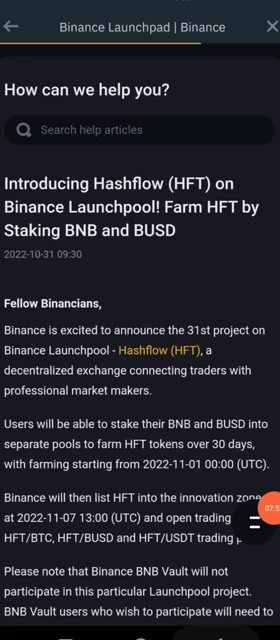 Binance Launchpad | Binance
How can we help you?
Search help articles
Introducing Hashflow (HFT) on
Binance Launchpool! Farm HFT by
Staking BNB and BUSD
2022-10-31 09:30
Fellow Binancians,
Binance is excited to announce the 31st project on
Binance Launchpool - Hashflow (HFT), a
decentralized exchange connecting traders with
professional market makers.
Users will be able to stake their BNB and BUSD into
separate pools to farm HFT tokens over 30 days,
with farming starting from 2022-11-01 00:00 (UTC).
Binance will then list HFT into the innovation zone
at 2022-11-07 13:00 (UTC) and open trading
HFT/BTC, HFT/BUSD and HFT/USDT trading
Please note that Binance BNB Vault will not
participate in this particular Launchpool project.
BNB Vault users who wish to participate will need to